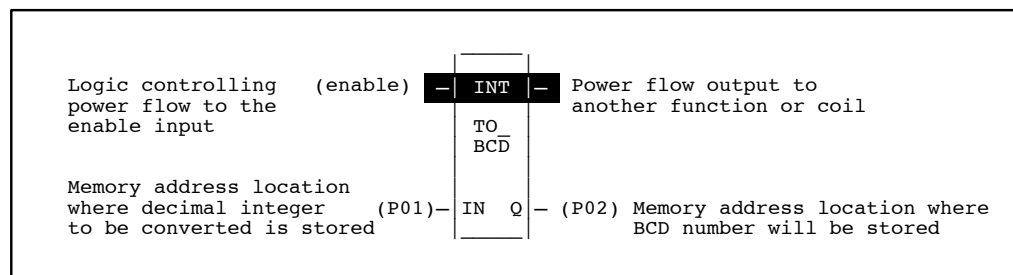 Logic controlling (enable) –| INT |– Power flow output to
power flow to the another function or coil
enable input TO_
BCD
Memory address location
where decimal integer (P01)– IN Q – (P02) Memory address location where
to be converted is stored BCD number will be stored